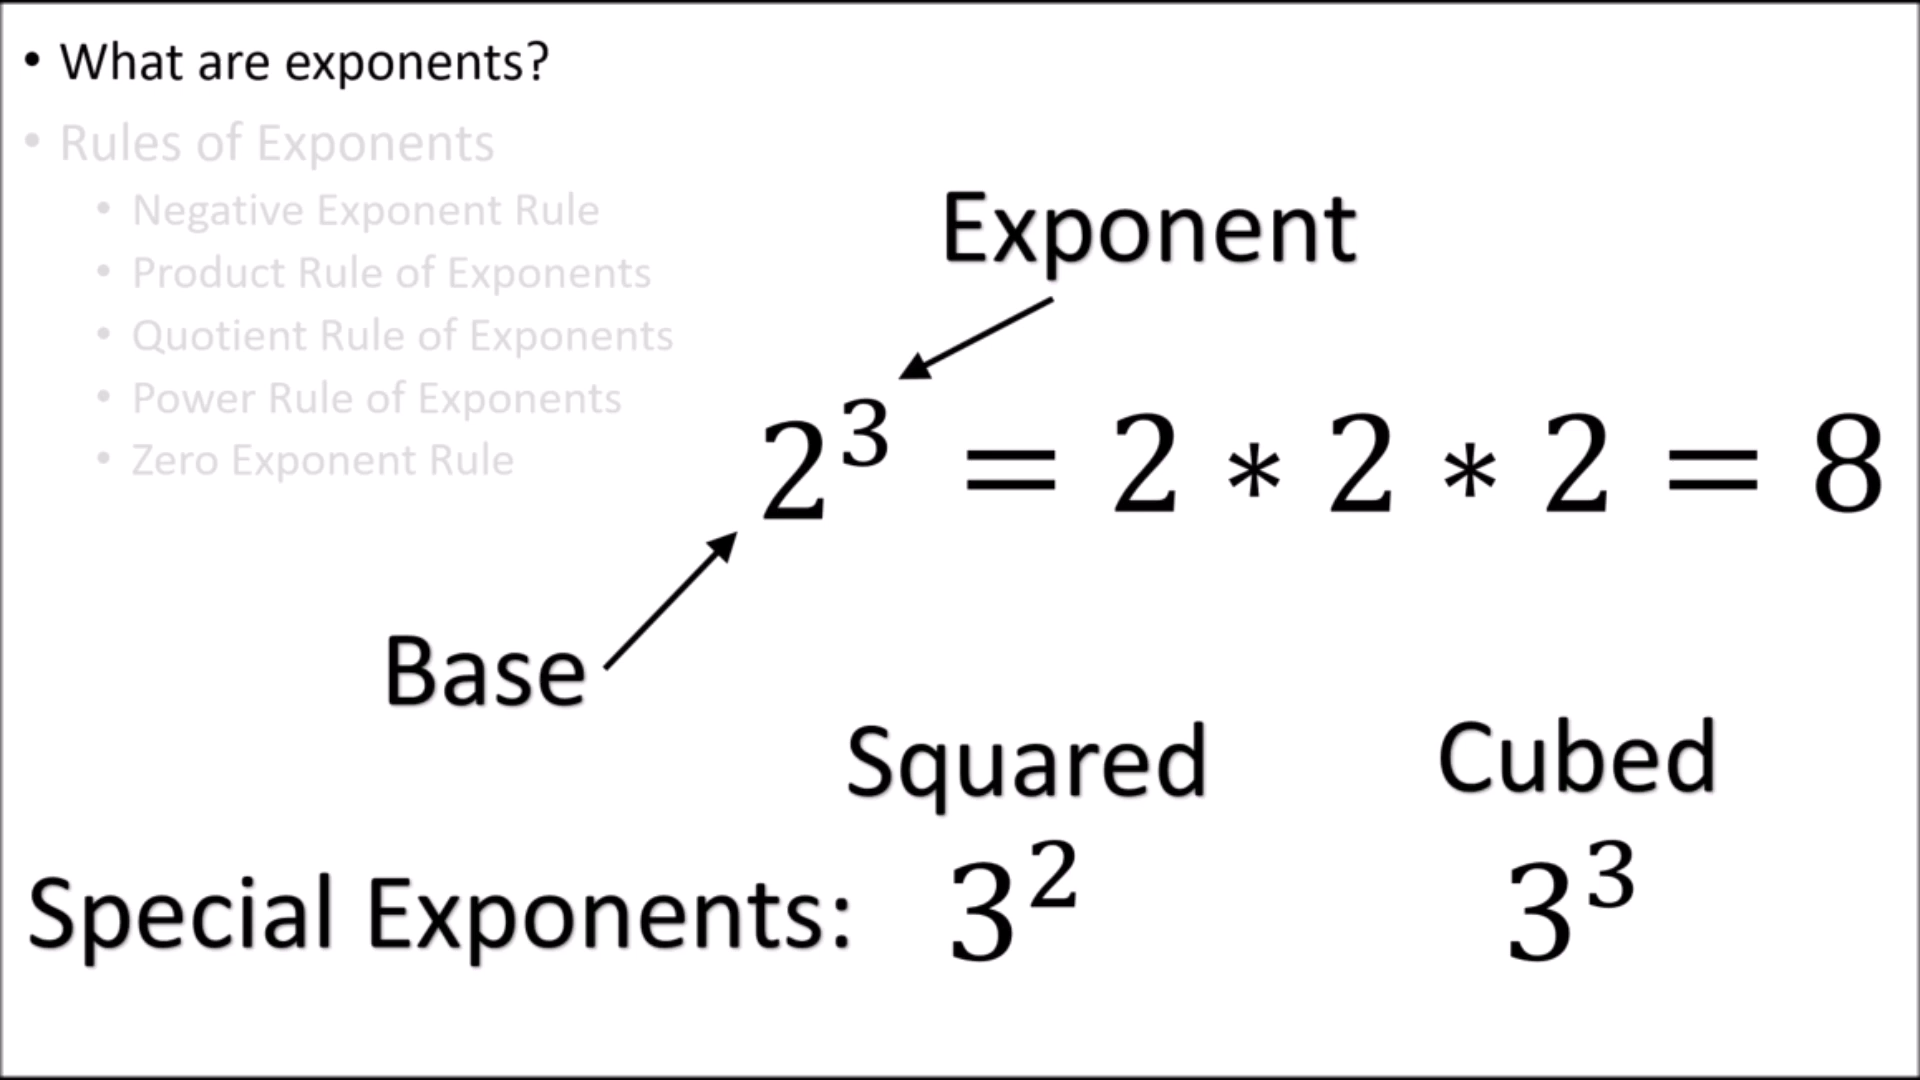 • What are exponents?
• Rules of Exponents
• Negative Exponent Rule
• Product Rule of Exponents
• Quotient Rule of Exponents
• Power Rule of Exponents
• Zero Exponent Rule
Exponent
2³ = 2 * 2 * 2 = 8
Base
Squared Cubed
Special Exponents: 3² 3³